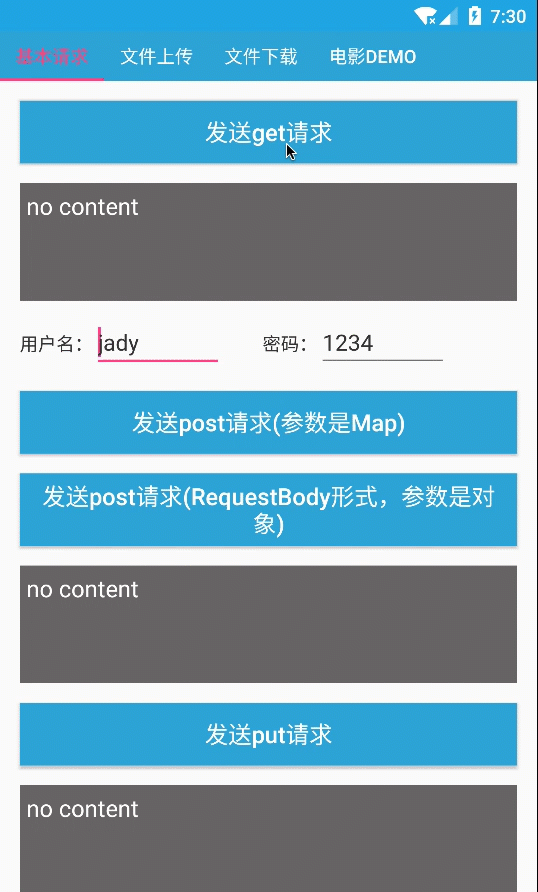 7:30
基本请求 文件上传 文件下载 电影DEMO
发送get请求
no content
用户名： jady 密码： 1234
发送post请求(参数是Map)
发送post请求(RequestBody形式，参数是对
象)
no content
发送put请求
no content